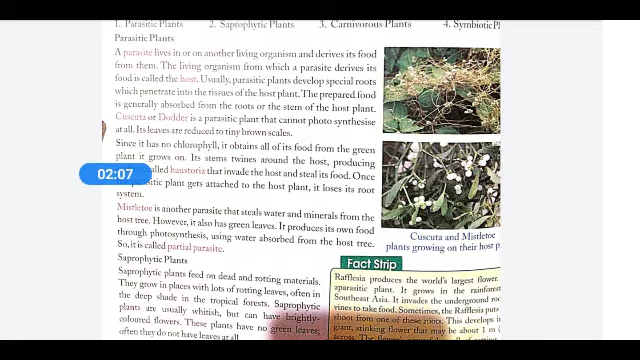 1. Parasitic Plants 2. Saprophytic Plants 3. Carnivorous Plants 4. Symbiotic Pl
Parasitic Plants
A parasite lives in or on another living organism and derives its food
from them. The living organism from which a parasite derives its
food is called the host. Usually, parasitic plants develop special roots
which penetrate into the tissues of the host plant. The prepared food
is generally absorbed from the roots or the stem of the host plant.
Cuscuta or Dodder is a parasitic plant that cannot photo synthesise
at all. Its leaves are reduced to tiny brown scales.
Since it has no chlorophyll, it obtains all of its food from the green
plant it grows on. Its stems twines around the host, producing
called haustoria that invade the host and steal its food. Once
plant gets attached to the host plant, it loses its root
system.
02:07
Mistletoe is another parasite that steals water and minerals from the
host tree. However, it also has green leaves. It produces its own food
through photosynthesis, using water absorbed from the host tree.
So, it is called partial parasite.
Saprophytic Plants
Saprophytic plants feed on dead and rotting materials.
They grow in places with lots of rotting leaves, often in
the deep shade in the tropical forests. Saprophytic
plants are usually whitish, but can have brightly-
coloured flowers. These plants have no green leaves;
often they do not have leaves at all
Cuscuta and Mistletoe
plants growing on their host p
Fact Strip
Rafflesia produces the world's largest flower.
aparasitic plant. It grows in the rainfores
Southeast Asia. It invades the underground roo
vines to take food. Sometimes, the Rafflesia puts
shoot from one of these roots. This develops in
giant, stinking flower that may be about 1 m (
across. The flower's